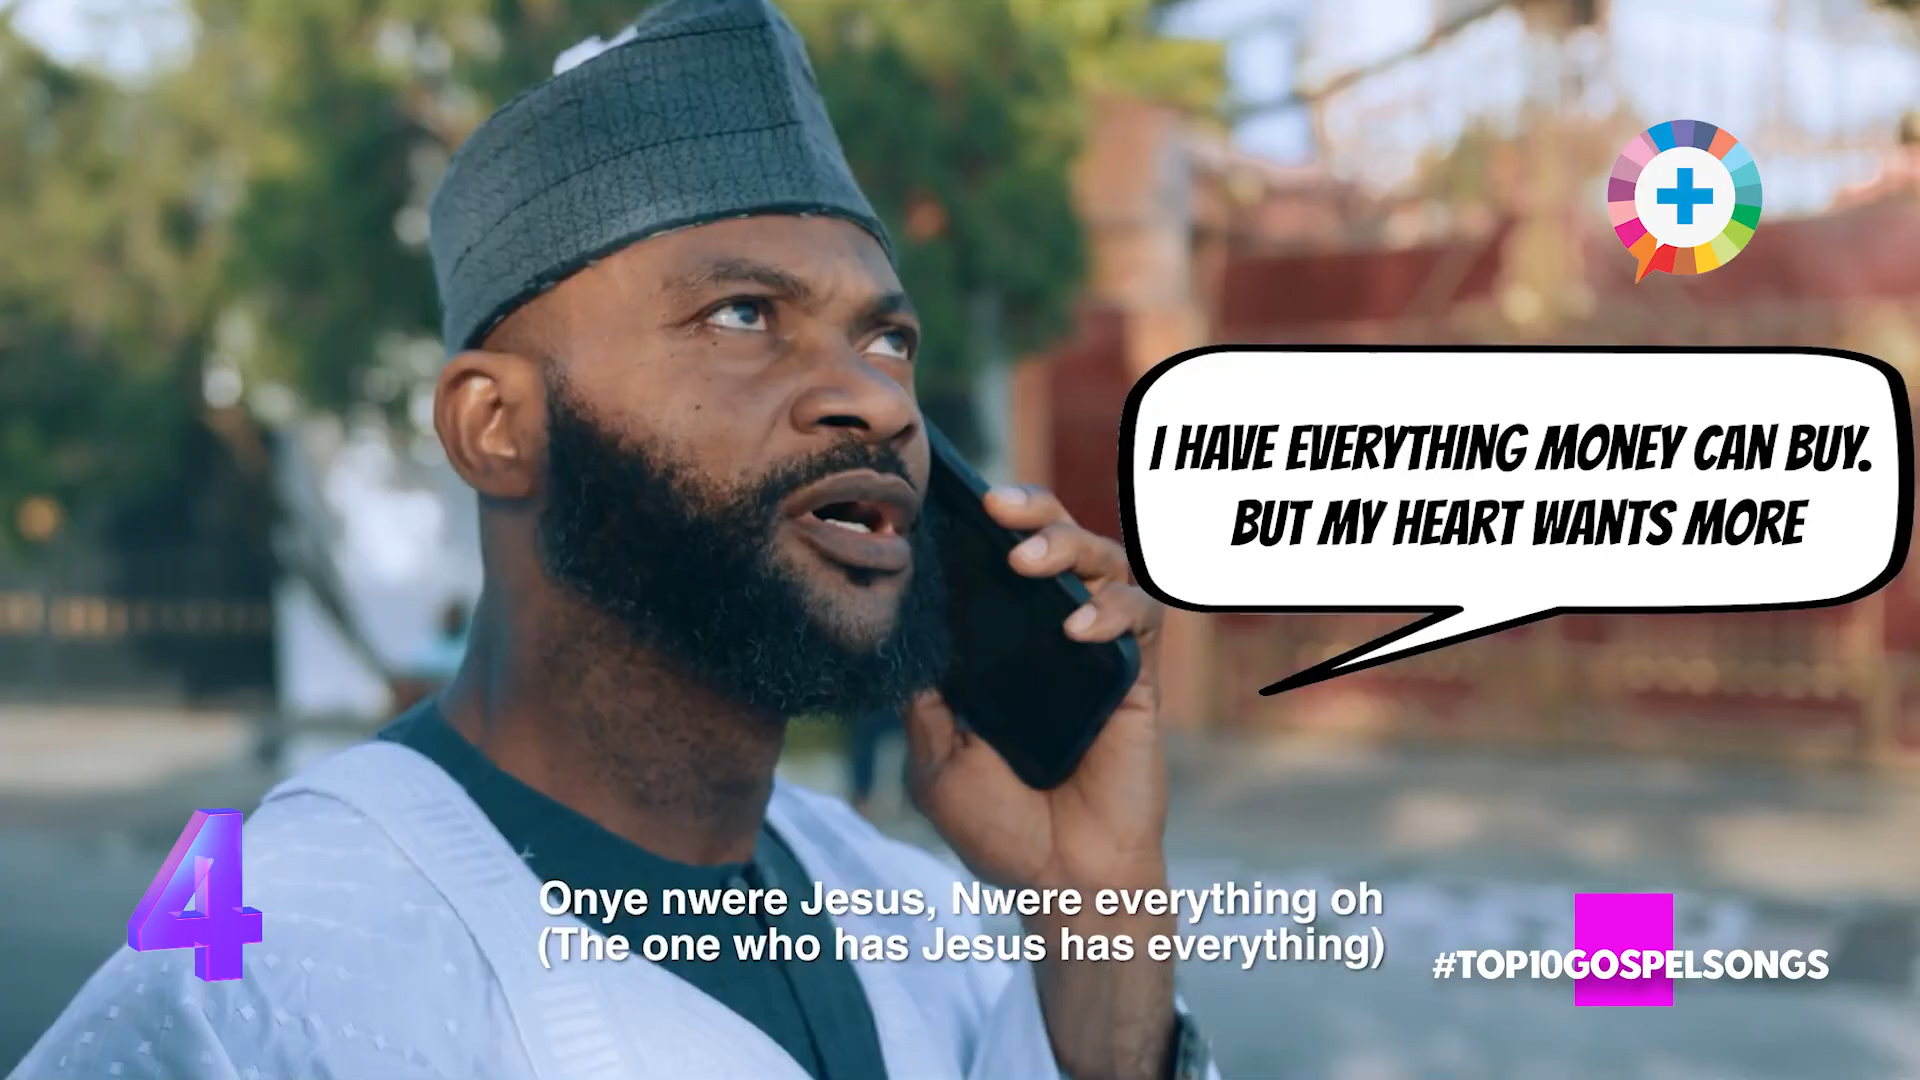 I HAVE EVERYTHING MONEY CAN BUY.
BUT MY HEART WANTS MORE
4
Onye nwere Jesus, Nwere everything oh
(The one who has Jesus has everything)
#TOP10GOSPELSONGS